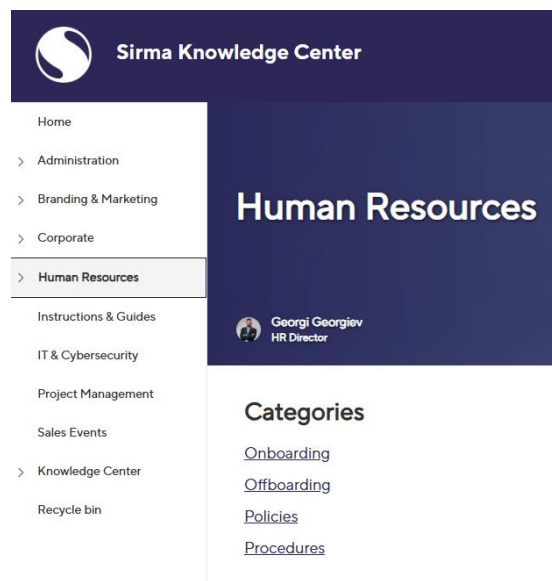 Sirma Knowledge Center
Home
Administration
Branding & Marketing
Corporate
Human Resources
Instructions & Guides
IT & Cybersecurity
Project Management
Sales Events
Knowledge Center
Recycle bin
Human Resources
Georgi Georgiev
HR Director
Categories
Onboarding
Offboarding
Policies
Procedures